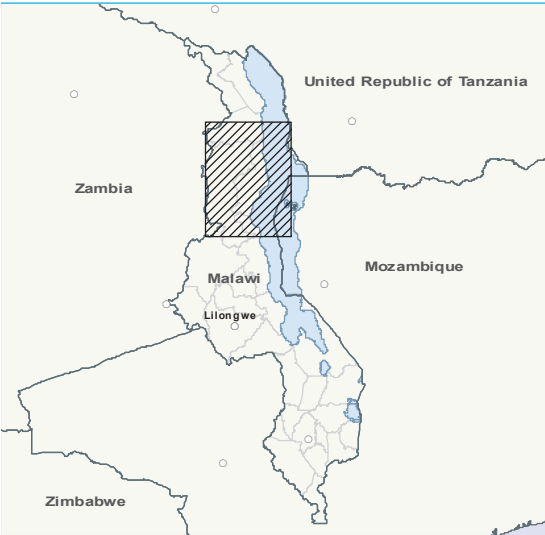 United Republic of Tanzania
Zambia
Mozambique
Malawi
Lilongwe
Zimbabwe